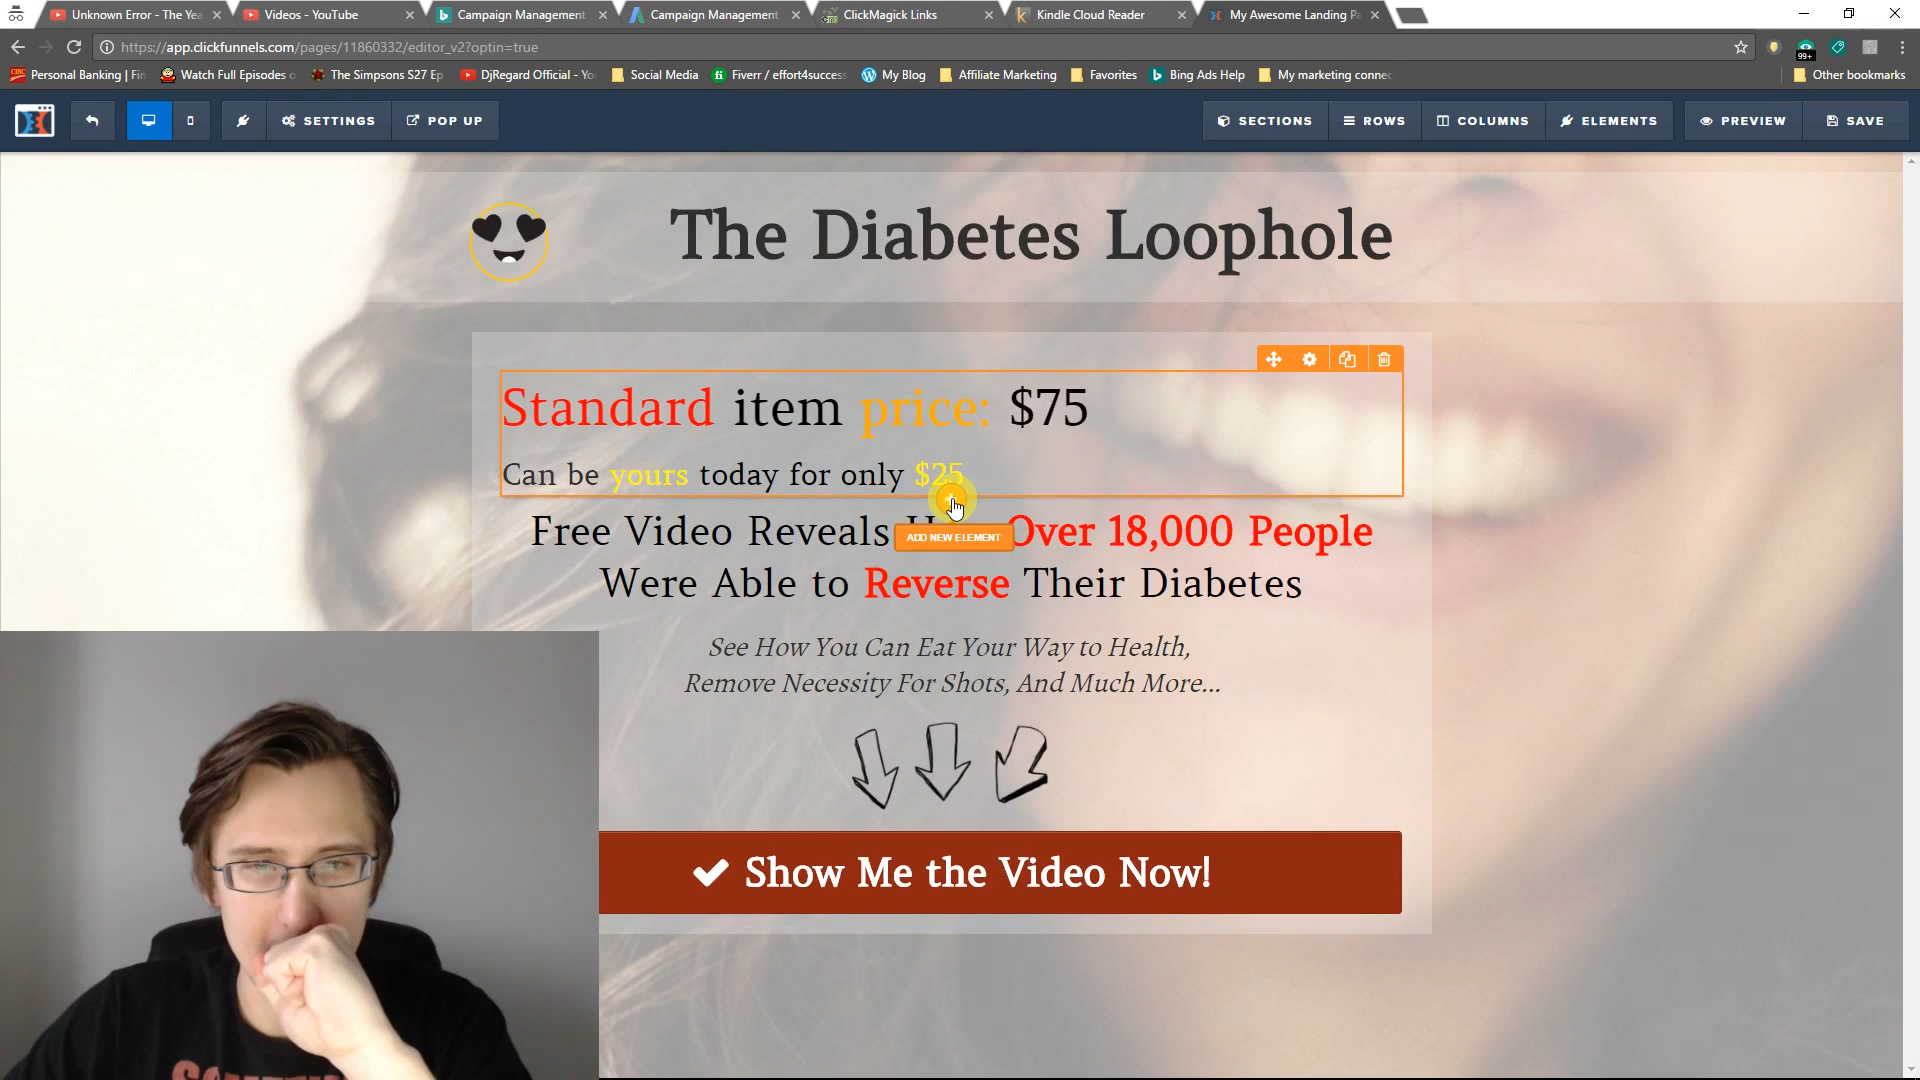 Unknown Error - The Yea
Videos - YouTube
Campaign Management
Campaign Management
ClickMagick Links
Kindle Cloud Reader
My Awesome Landing Pa
https://app.clickfunnels.com/pages/11860332/editor_v2?optin=true
99+
Personal Banking | Fin
Watch Full Episodes o
The Simpsons S27 Ep
DjRegard Official - Yo
Social Media
Fiverr / effort4success
My Blog
Affiliate Marketing
Favorites
Bing Ads Help
My marketing connec
Other bookmarks
SETTINGS
POP UP
SECTIONS
ROWS
COLUMNS
ELEMENTS
PREVIEW
SAVE
The Diabetes Loophole
Standard item price: $75
Can be yours today for only $25
Free Video Reveals Over 18,000 People
ADD NEW ELEMENT
Were Able to Reverse Their Diabetes
See How You Can Eat Your Way to Health,
Remove Necessity For Shots, And Much More...
Show Me the Video Now!